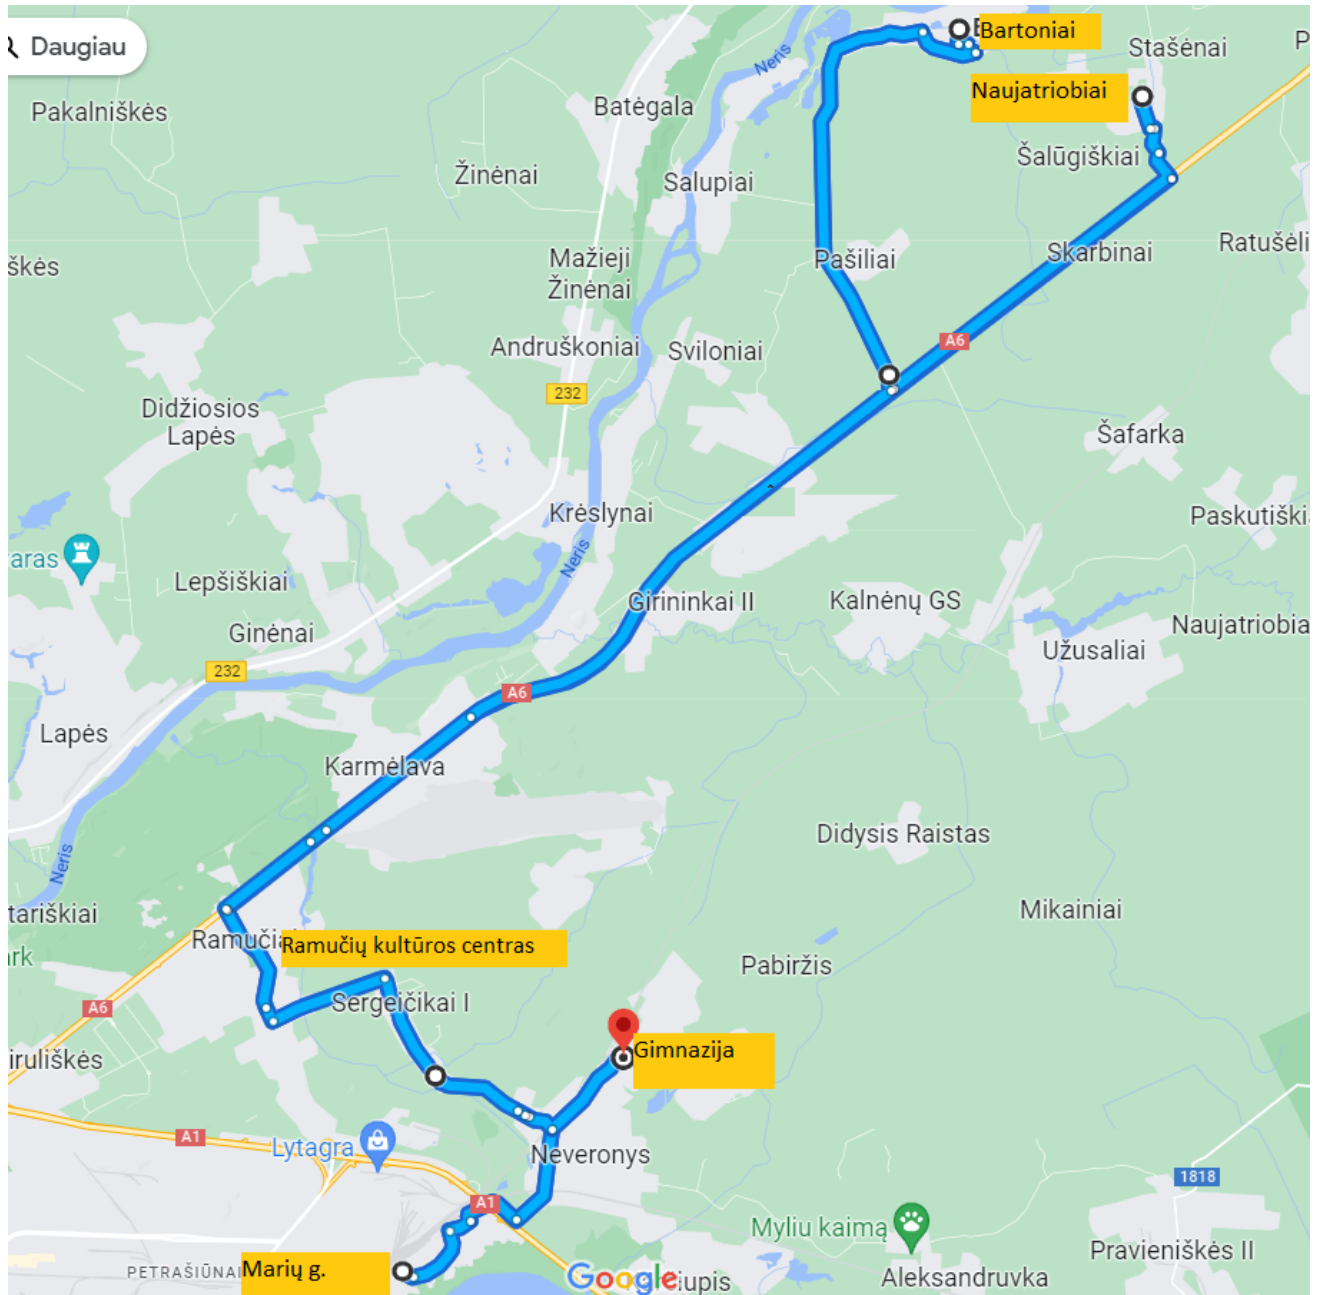 Daugiau
Neris
Bartoniai
Stašėnai
P
Naujatriobiai
Pakalniškės
Batėgala
Žinėnai
Salupiai
Šalūgiškiai
škės
Mažieji
Žinėnai
Pašiliai
Skarbinai
Ratušėli
Andruškoniai
Sviloniai
A6
232
Didžiosios
Lapės
Šafarka
Krėslynai
Paskutiški
aras
Neris
Lepšiškiai
Girininkai II
Kalnėnų GS
Ginėnai
Naujatriobia
Užusaliai
232
A6
Lapės
Karmėlava
Didysis Raistas
Neris
tariškiai
Mikainiai
Ramučia
Ramučių kultūros centras
rk
Pabiržis
Sergeičikai I
A6
Gimnazija
iruliškės
A1
Lytagra
Neveronys
1818
A1
Myliu kaimą
Pravieniškės II
PETRAŠIŪNAI
Marių g.
Google
iupis
Aleksandruvka